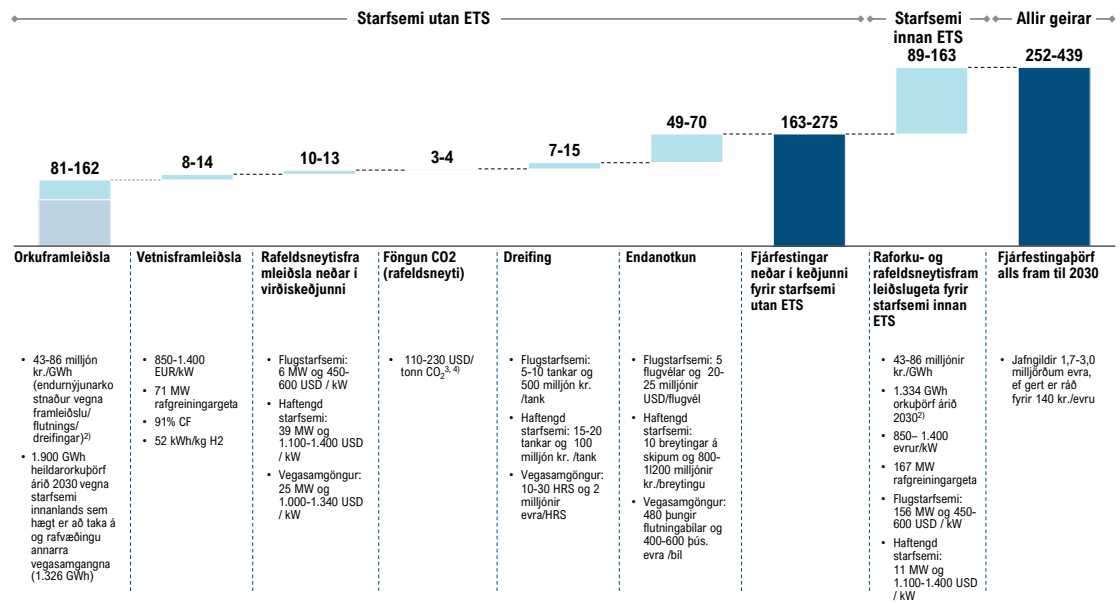 Starfsemi utan ETS
Starfsemi
innan ETS
Allir geirar
81-162
8-14
10-13
3-4
7-15
49-70
163-275
89-163
252-439
Orkuframleiðsla
Vetnisframleiðsla
Rafeldsneytisfra
mleiðsla neðar í
virðiskeðjunni
Föngun CO2
(rafeldsneyti)
Dreifing
Endanotkun
Fjárfestingar
neðar í keðjunni
fyrir starfsemi
utan ETS
Raforku- og
rafeldsneytisfram
leiðslugeta fyrir
starfsemi innan
ETS
Fjárfestingaþörf
alls fram til 2030
• 43-86 milljón
kr./GWh
(endurnýjunarko
stnaður vegna
framleiðslu/
flutnings/
dreifingar)2)
• 1.900 GWh
heildarorkuþörf
árið 2030 vegna
starfsemi
innanlands sem
hægt er að taka á
og rafvæðingu
annarra
vegasamgangna
(1.326 GWh)
• 850-1.400
EUR/kW
• 71 MW
rafgreiningargeta
• 91% CF
• 52 kWh/kg H2
• Flugstarfsemi:
6 MW og 450-
600 USD / kW
• Haftengd
starfsemi:
39 MW og
1.100-1.400 USD
/ kW
• Vegasamgöngur:
25 MW og
1.000-1.340 USD
/ kW
• 110-230 USD/
tonn CO2 3, 4)
• Flugstarfsemi:
5-10 tankar og
500 milljón kr.
/tank
• Haftengd
starfsemi: 15-20
tankar og 100
milljón kr. /tank
• Vegasamgöngur:
10-30 HRS og 2
milljónir
evra/HRS
• Flugstarfsemi: 5
flugvélar og 20-
25 milljónir
USD/flugvél
• Haftengd
starfsemi:
10 breytingar á
skipum og 800-
1l200 milljónir
kr./breytingu
• Vegasamgöngur:
480 þungir
flutningabílar og
400-600 þús.
evra /bíl
• 43-86 milljónir
kr./GWh
• 1.334 GWh
orkuþörf árið
20302)
• 850– 1.400
evrur/kW
• 167 MW
rafgreiningargeta
• Flugstarfsemi:
156 MW og 450-
600 USD / kW
• Haftengd
starfsemi:
11 MW og
1.100-1.400 USD
/ kW
• Jafngildir 1,7-3,0
milljörðum evra,
ef gert er ráð
fyrir 140 kr./evru